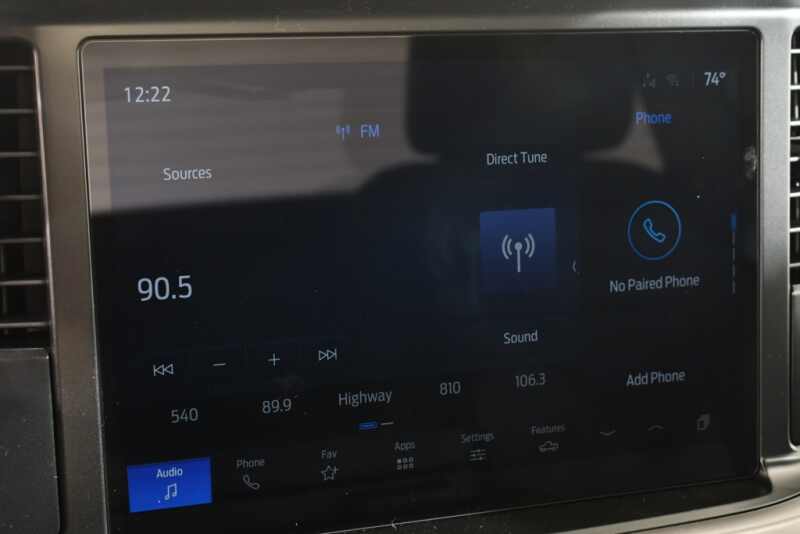 12:22
74°
FM
Phone
Sources
Direct Tune
90.5
No Paired Phone
Sound
540
89.9
Highway
810
106.3
Add Phone
Audio
Phone
Fav
Apps
Settings
Features